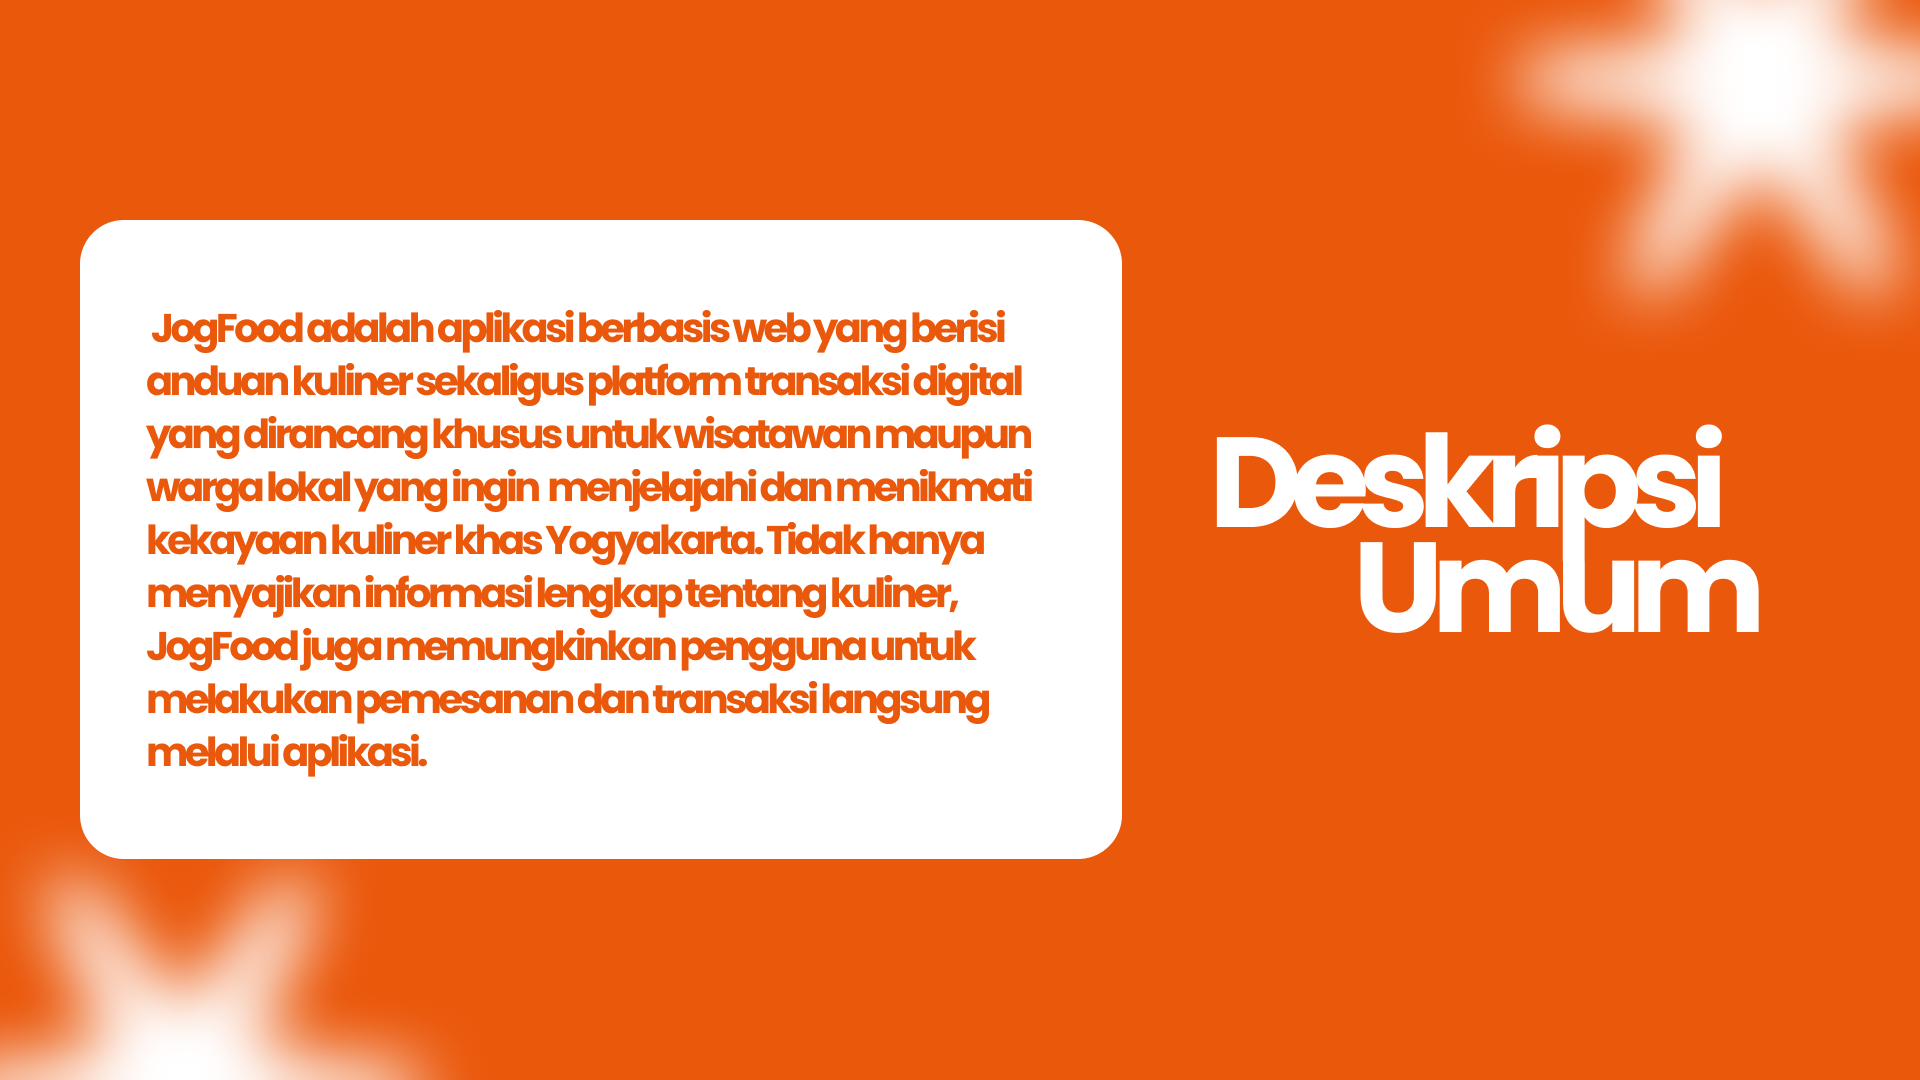 JogFood adalah aplikasi berbasis web yang berisi
anduan kuliner sekaligus platform transaksi digital
yang dirancang khusus untuk wisatawan maupun
warga lokal yang ingin menjelajahi dan menikmati
kekayaan kuliner khas Yogyakarta. Tidak hanya
menyajikan informasi lengkap tentang kuliner,
JogFood juga memungkinkan pengguna untuk
melakukan pemesanan dan transaksi langsung
melalui aplikasi.
Deskripsi
Umum